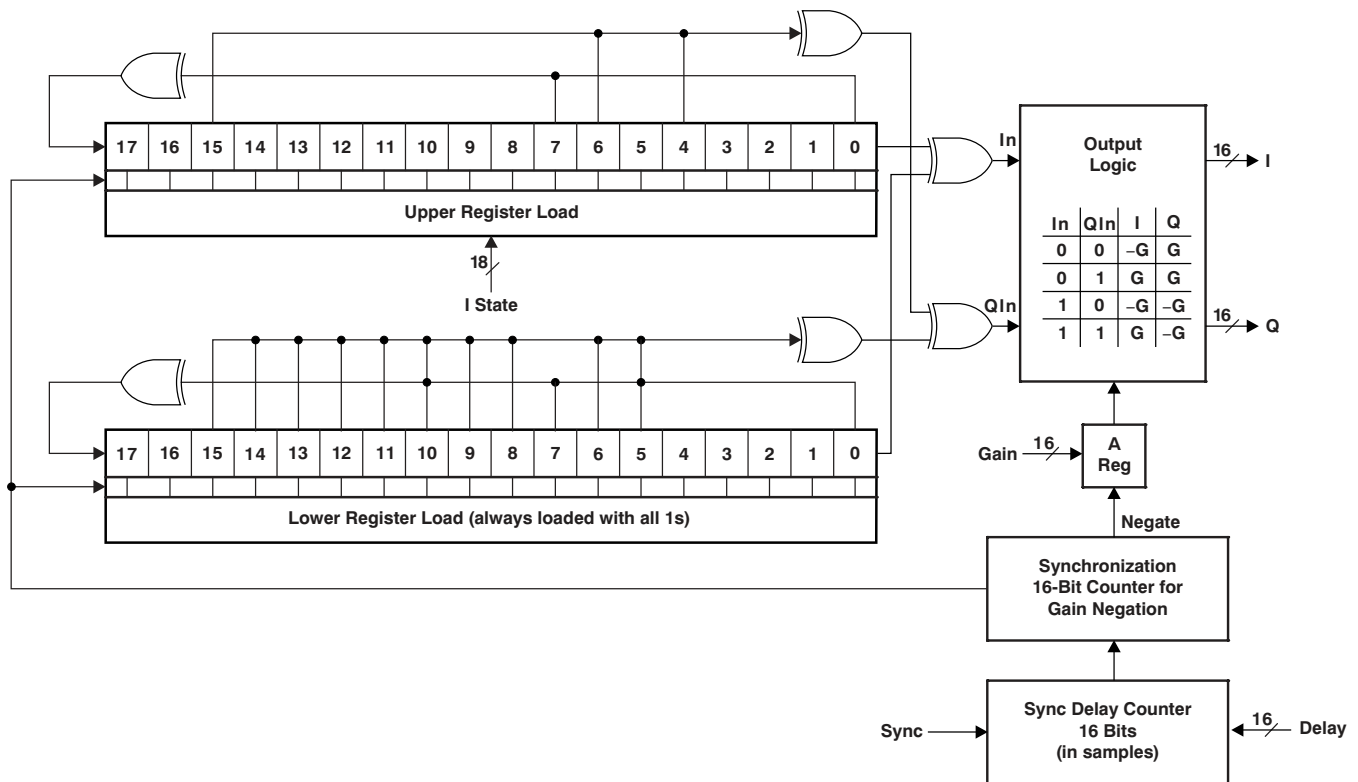 17 16 15 14 13 12 11 10 9 8 7 6 5 4 3 2 1 0
Upper Register Load
18
I State
17 16 15 14 13 12 11 10 9 8 7 6 5 4 3 2 1 0
Lower Register Load (always loaded with all 1s)
In
QIn
Output
Logic
In QIn I Q
0 0 –G G
0 1 G G
1 0 –G –G
1 1 G –G
16 I
16 Q
Gain 16
A
Reg
Negate
Synchronization
16-Bit Counter for
Gain Negation
Sync
Sync Delay Counter
16 Bits
(in samples)
16 Delay